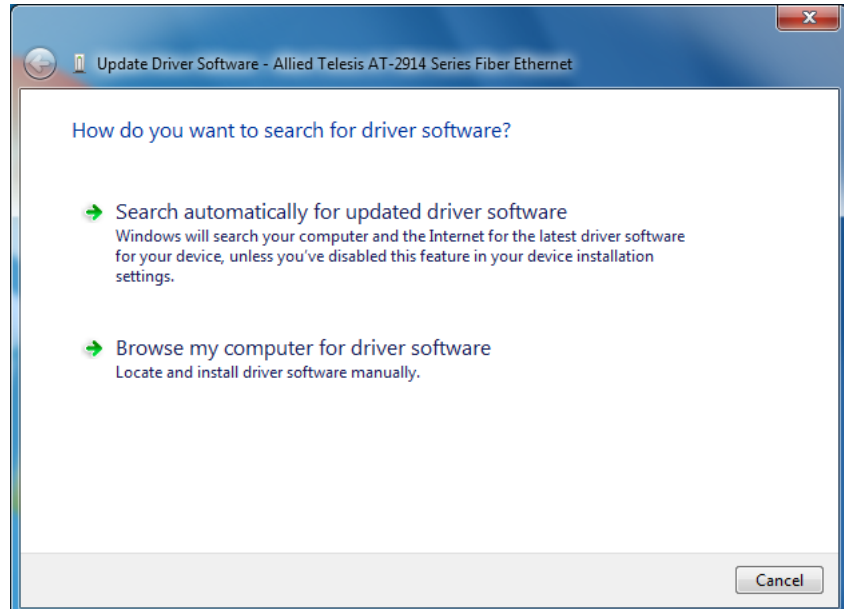 Update Driver Software - Allied Telesis AT-2914 Series Fiber Ethernet
How do you want to search for driver software?
Search automatically for updated driver software
Windows will search your computer and the Internet for the latest driver software
for your device, unless you've disabled this feature in your device installation
settings.
Browse my computer for driver software
Locate and install driver software manually.
Cancel